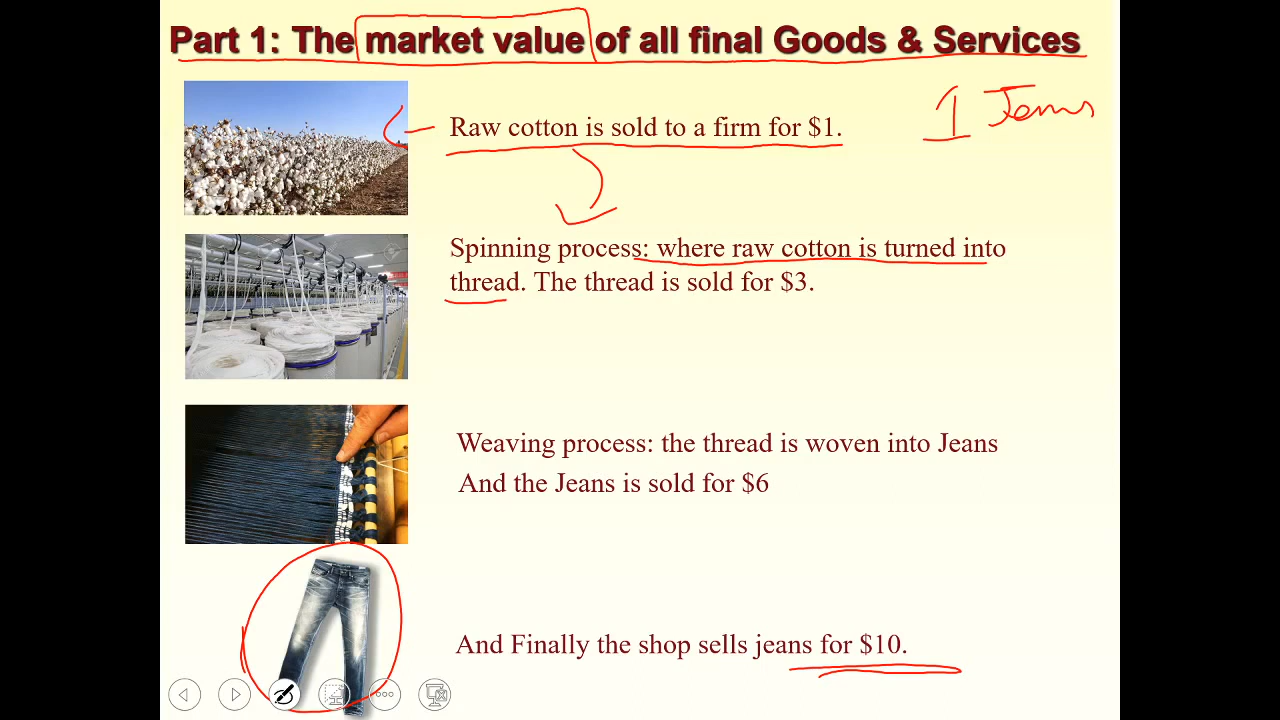 Part 1: The market value of all final Goods & Services
1 Jeans
Raw cotton is sold to a firm for $1.
Spinning process: where raw cotton is turned into
thread. The thread is sold for $3.
Weaving process: the thread is woven into Jeans
And the Jeans is sold for $6
And Finally the shop sells jeans for $10.